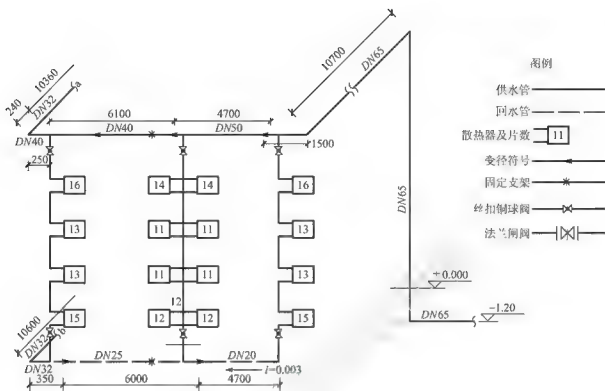 10700
DN65
图例
10360
240
DN32
a
6100
4700
DN40
DN50
DN40
1500
250
供水管
回水管
散热器及片数
11
变径符号
固定支架
丝扣铜球阀
法兰闸阀
DN65
16
14
14
16
13
11
11
13
13
11
11
13
12
15
12
12
15
±0.000
-1.20
DN65
10600
DN32
b
DN32
DN25
DN20
i=0.003
350
6000
4700